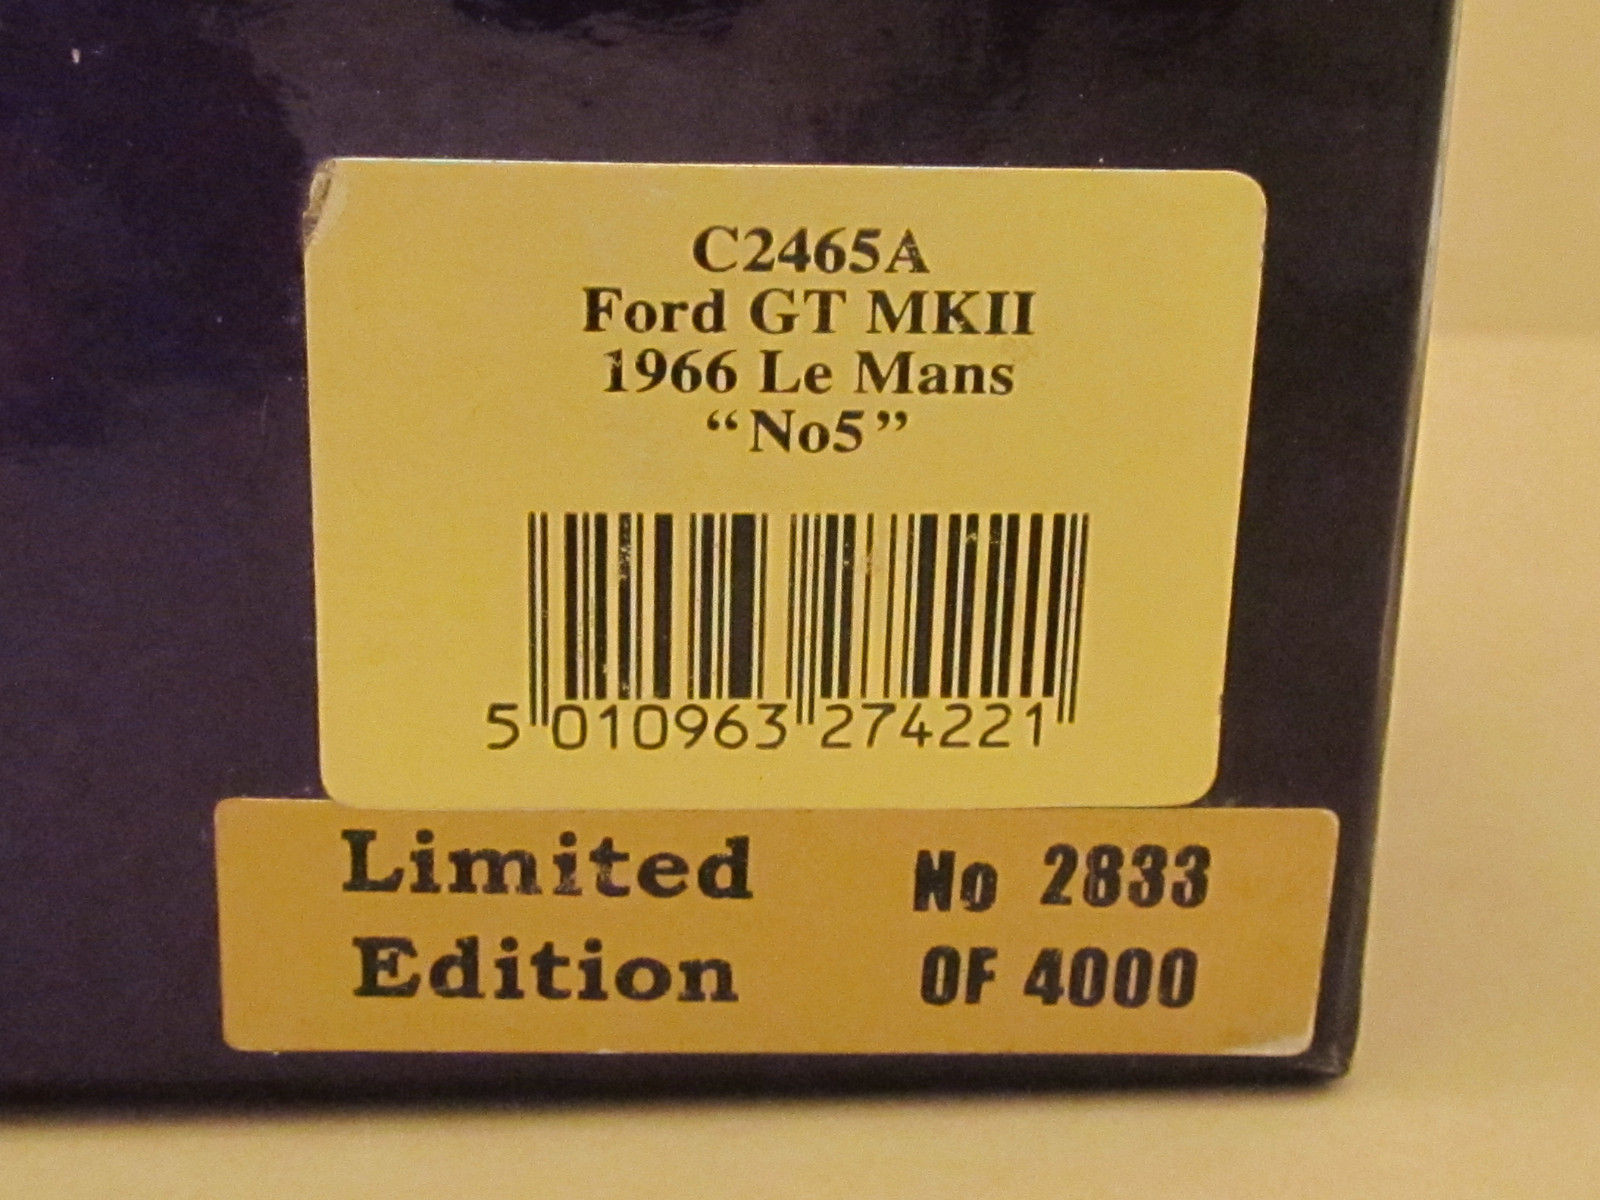 C2465A
Ford GT MKII
1966 Le Mans
“No5”
5 010963 274221
Limited No 2833
Edition OF 4000